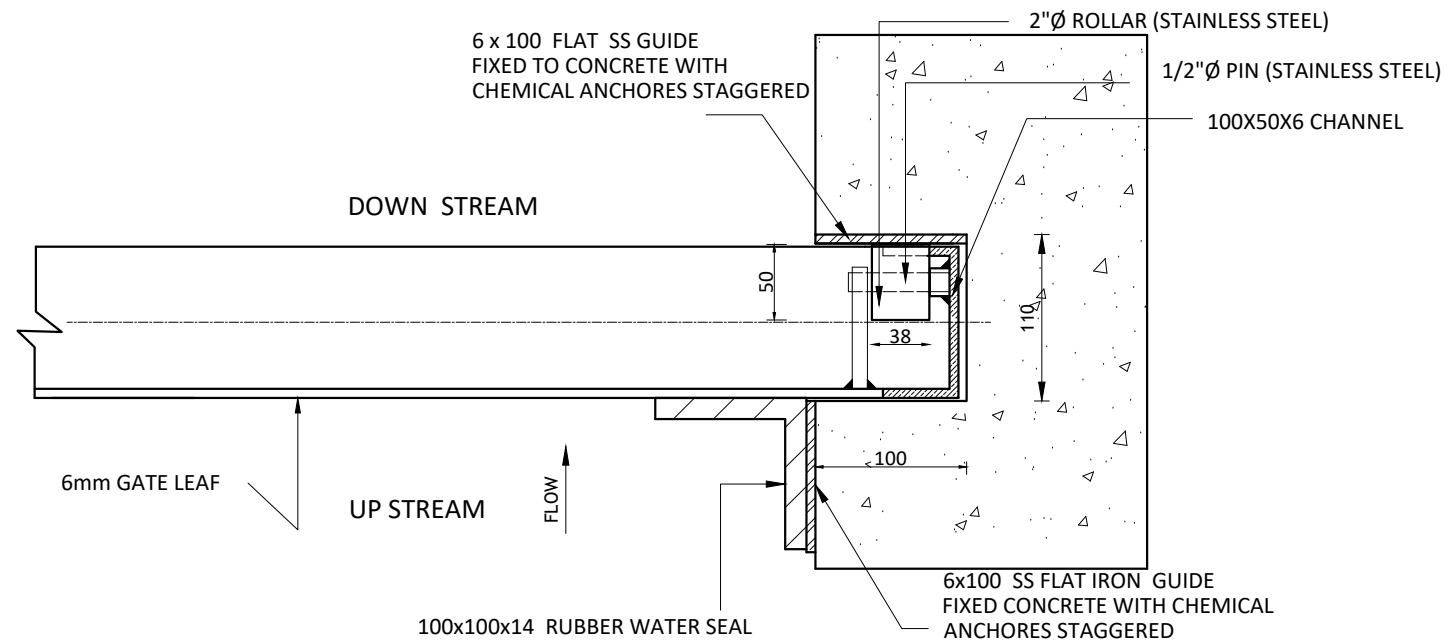 2"Ø ROLLAR (STAINLESS STEEL)
6 x 100 FLAT SS GUIDE
FIXED TO CONCRETE WITH
CHEMICAL ANCHORES STAGGERED
1/2"Ø PIN (STAINLESS STEEL)
100X50X6 CHANNEL
DOWN STREAM
50
38
110
100
6mm GATE LEAF
UP STREAM
FLOW
6x100 SS FLAT IRON GUIDE
FIXED CONCRETE WITH CHEMICAL
ANCHORES STAGGERED
100x100x14 RUBBER WATER SEAL